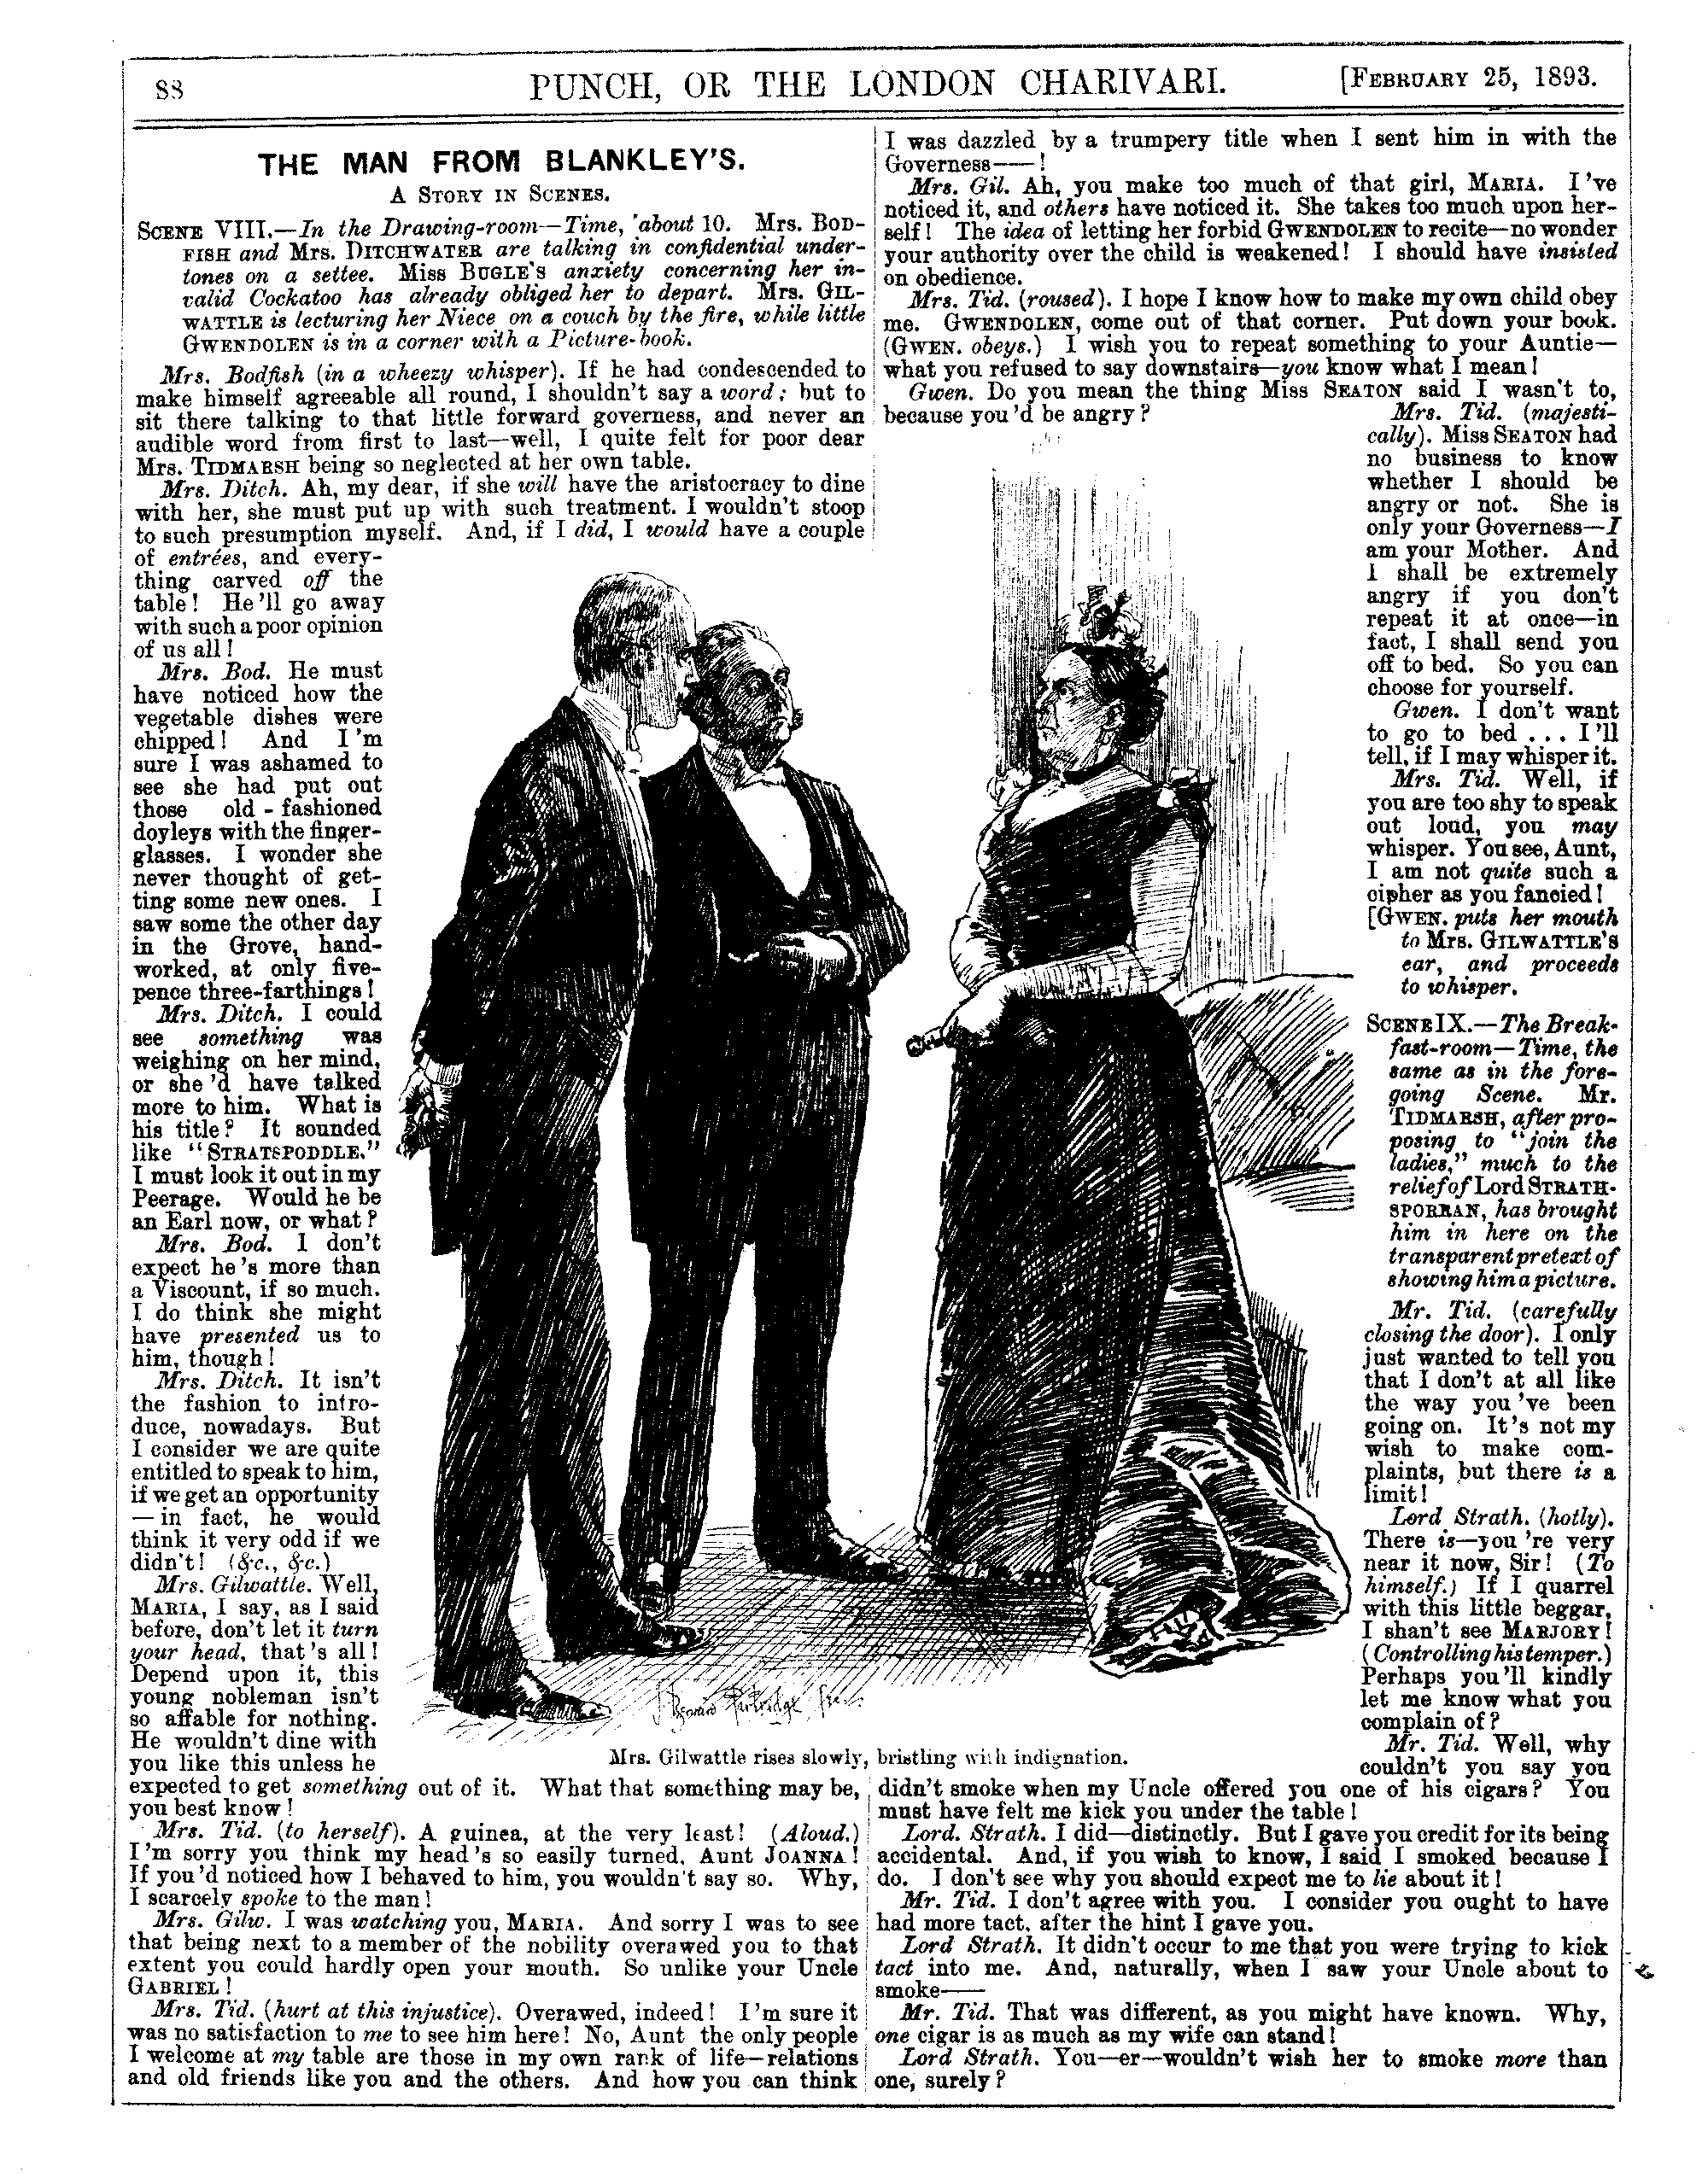 88
PUNCH, OR THE LONDON CHARIVARI.
[FEBRUARY 25, 1893.
THE MAN FROM BLANKLEY'S.
A STORY IN SCENES.
SCENE VIII.—In the Drawing-room—Time, about 10. Mrs. BOD-
FISH and Mrs. DITCHWATER are talking in confidential under-
tones on a settee. Miss BUGLE's anxiety concerning her in-
valid Cockatoo has already obliged her to depart. Mrs. GIL-
WATTLE is lecturing her Niece on a couch by the fire, while little
GWENDOLEN is in a corner with a Picture-book.
Mrs. Bodfish (in a wheezy whisper). If he had condescended to
make himself agreeable all round, I shouldn't say a word; but to
sit there talking to that little forward governess, and never an
audible word from first to last—well, I quite felt for poor dear
Mrs. TIDMARSH being so neglected at her own table.
Mrs. Ditch. Ah, my dear, if she will have the aristocracy to dine
with her, she must put up with such treatment. I wouldn't stoop
to such presumption myself. And, if I did, I would have a couple
of entrées, and every-
thing carved off the
table! He'll go away
with such a poor opinion
of us all!
Mrs. Bod. He must
have noticed how the
vegetable dishes were
chipped! And I'm
sure I was ashamed to
see she had put out
those old-fashioned
doyleys with the finger-
glasses. I wonder she
never thought of get-
ting some new ones. I
saw some the other day
in the Grove, hand-
worked, at only five-
pence three-farthings!
Mrs. Ditch. I could
see something was
weighing on her mind,
or she'd have talked
more to him. What is
his title? It sounded
like "STRATSPODDLE."
I must look it out in my
Peerage. Would he be
an Earl now, or what?
Mrs. Bod. I don't
expect he's more than
a Viscount, if so much.
I do think she might
have presented us to
him, though!
Mrs. Ditch. It isn't
the fashion to intro-
duce, nowadays. But
I consider we are quite
entitled to speak to him,
if we get an opportunity
—in fact, he would
think it very odd if we
didn't! (&c., &c.)
Mrs. Gilwattle. Well,
MARIA, I say, as I said
before, don't let it turn
your head, that's all!
Depend upon it, this
young nobleman isn't
so affable for nothing.
He wouldn't dine with
you like this unless he
expected to get something out of it. What that something may be,
you best know!
Mrs. Tid. (to herself). A guinea, at the very least! (Aloud.)
I'm sorry you think my head's so easily turned, Aunt JOANNA!
If you'd noticed how I behaved to him, you wouldn't say so. Why,
I scarcely spoke to the man!
Mrs. Gilw. I was watching you, MARIA. And sorry I was to see
that being next to a member of the nobility overawed you to that
extent you could hardly open your mouth. So unlike your Uncle
GABRIEL!
Mrs. Tid. (hurt at this injustice). Overawed, indeed! I'm sure it
was no satisfaction to me to see him here! No, Aunt the only people
I welcome at my table are those in my own rank of life—relations
and old friends like you and the others. And how you can think
I was dazzled by a trumpery title when I sent him in with the
Governess——!
Mrs. Gil. Ah, you make too much of that girl, MARIA. I've
noticed it, and others have noticed it. She takes too much upon her-
self! The idea of letting her forbid GWENDOLEN to recite—no wonder
your authority over the child is weakened! I should have insisted
on obedience.
Mrs. Tid. (roused). I hope I know how to make my own child obey
me. GWENDOLEN, come out of that corner. Put down your book.
(GWEN. obeys.) I wish you to repeat something to your Auntie—
what you refused to say downstairs—you know what I mean!
Gwen. Do you mean the thing Miss SEATON said I wasn't to,
because you'd be angry?
Mrs. Tid. (majesti-
cally). Miss SEATON had
no business to know
whether I should be
angry or not. She is
only your Governess—I
am your Mother. And
I shall be extremely
angry if you don't
repeat it at once—in
fact, I shall send you
off to bed. So you can
choose for yourself.
Gwen. I don't want
to go to bed ... I'll
tell, if I may whisper it.
Mrs. Tid. Well, if
you are too shy to speak
out loud, you may
whisper. You see, Aunt,
I am not quite such a
cipher as you fancied!
[GWEN. puts her mouth
to Mrs. GILWATTLE's
ear, and proceeds
to whisper.
SCENE IX.—The Break-
fast-room—Time, the
same as in the fore-
going Scene. Mr.
TIDMARSH, after pro-
posing to "join the
ladies," much to the
relief of Lord STRATH-
SPORRAN, has brought
him in here on the
transparent pretext of
showing him a picture.
Mr. Tid. (carefully
closing the door). I only
just wanted to tell you
that I don't at all like
the way you've been
going on. It's not my
wish to make com-
plaints, but there is a
limit!
Lord Strath. (hotly).
There is—you're very
near it now, Sir! (To
himself.) If I quarrel
with this little beggar,
I shan't see MARJORY!
(Controlling his temper.)
Perhaps you'll kindly
let me know what you
complain of?
Mr. Tid. Well, why
couldn't you say you
didn't smoke when my Uncle offered you one of his cigars? You
must have felt me kick you under the table!
Lord. Strath. I did—distinctly. But I gave you credit for its being
accidental. And, if you wish to know, I said I smoked because I
do. I don't see why you should expect me to lie about it!
Mr. Tid. I don't agree with you. I consider you ought to have
had more tact, after the hint I gave you.
Lord Strath. It didn't occur to me that you were trying to kick
tact into me. And, naturally, when I saw your Uncle about to
smoke——
Mr. Tid. That was different, as you might have known. Why,
one cigar is as much as my wife can stand!
Lord Strath. You—er—wouldn't wish her to smoke more than
one, surely?
J Bernard Partridge
Mrs. Gilwattle rises slowly, bristling with indignation.